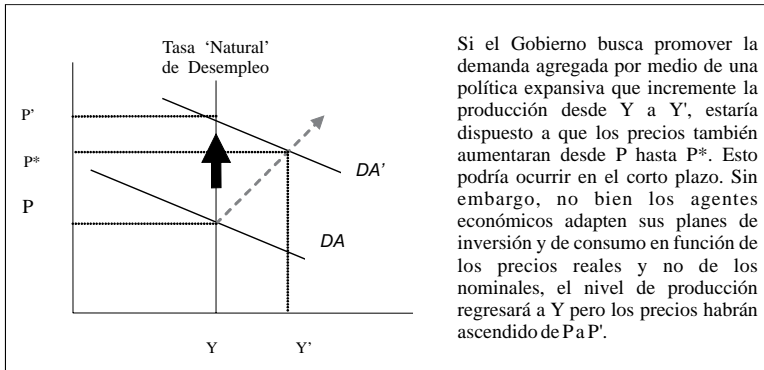 Tasa ‘Natural’
de Desempleo
P’
P*
P
DA’
DA
Y
Y’
Si el Gobierno busca promover la
demanda agregada por medio de una
política expansiva que incremente la
producción desde Y a Y', estaría
dispuesto a que los precios también
aumentaran desde P hasta P*. Esto
podría ocurrir en el corto plazo. Sin
embargo, no bien los agentes
económicos adapten sus planes de
inversión y de consumo en función de
los precios reales y no de los
nominales, el nivel de producción
regresará a Y pero los precios habrán
ascendido de P a P'.